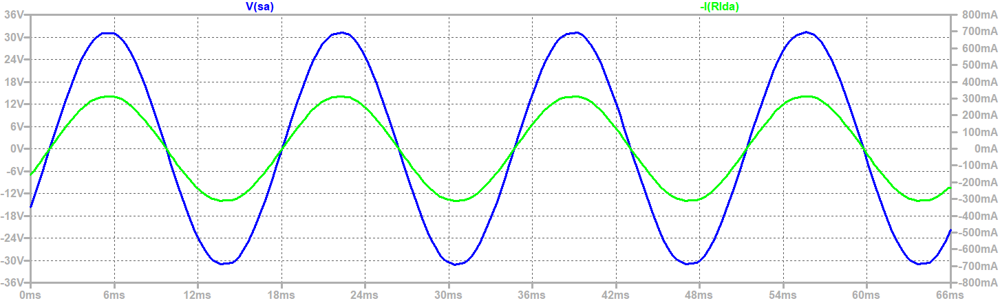 V(sa) -I(Rlda)
36V 800mA
700mA
30V
600mA
24V
500mA
18V
400mA
12V 300mA
200mA
6V
100mA
0V 0mA
-100mA
-6V
-200mA
-12V
-300mA
-18V -400mA
-500mA
-24V
-600mA
-30V
-700mA
-36V -800mA
0ms 6ms 12ms 18ms 24ms 30ms 36ms 42ms 48ms 54ms 60ms 66ms